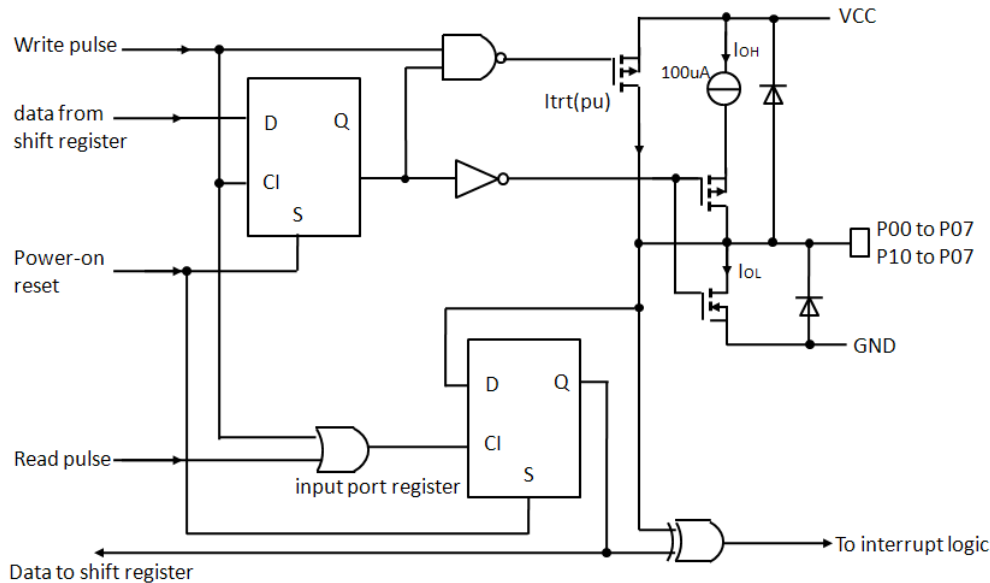 Write pulse
VCC
IOH
100uA
Itrt(pu)
data from
shift register
D
Q
CI
S
Power-on
reset
P00 to P07
P10 to P07
IOL
GND
D
Q
CI
S
Read pulse
input port register
To interrupt logic
Data to shift register